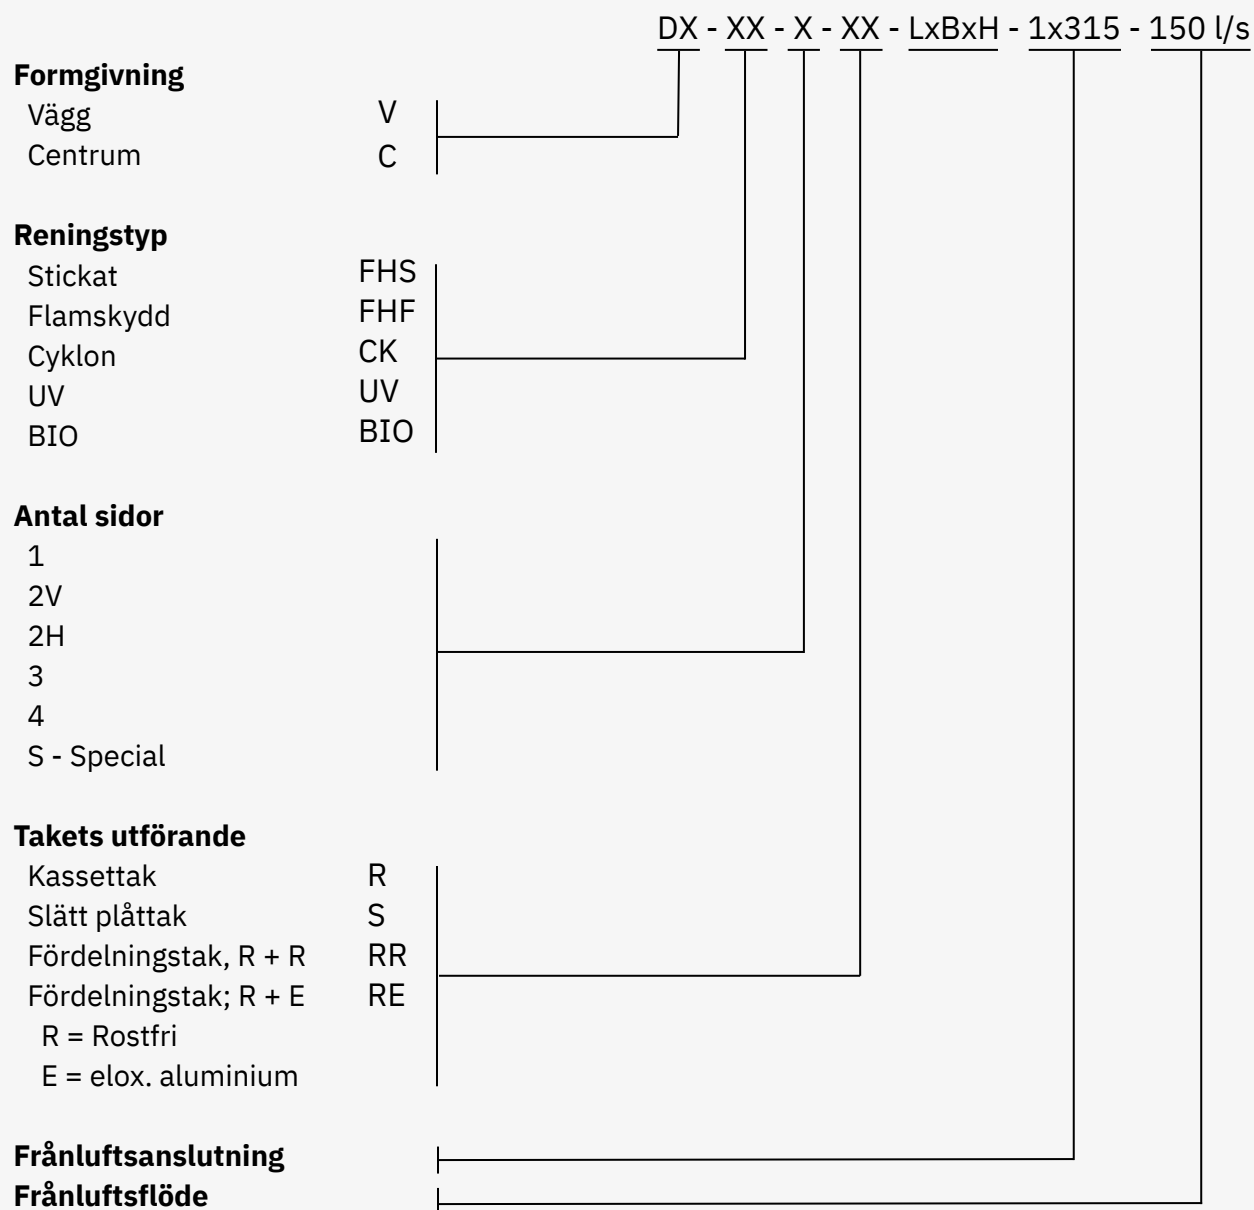 DX - XX - X - XX - LxBxH - 1x315 - 150 l/s
Formgivning
Vägg V
Centrum C
Reningstyp
Stickat FHS
Flamskydd FHF
Cyklon CK
UV UV
BIO BIO
Antal sidor
1
2V
2H
3
4
S - Special
Takets utförande
Kassettak R
Slätt plåttak S
Fördelningstak, R + R RR
Fördelningstak; R + E RE
R = Rostfri
E = elox. aluminium
Frånluftsanslutning
Frånluftsflöde